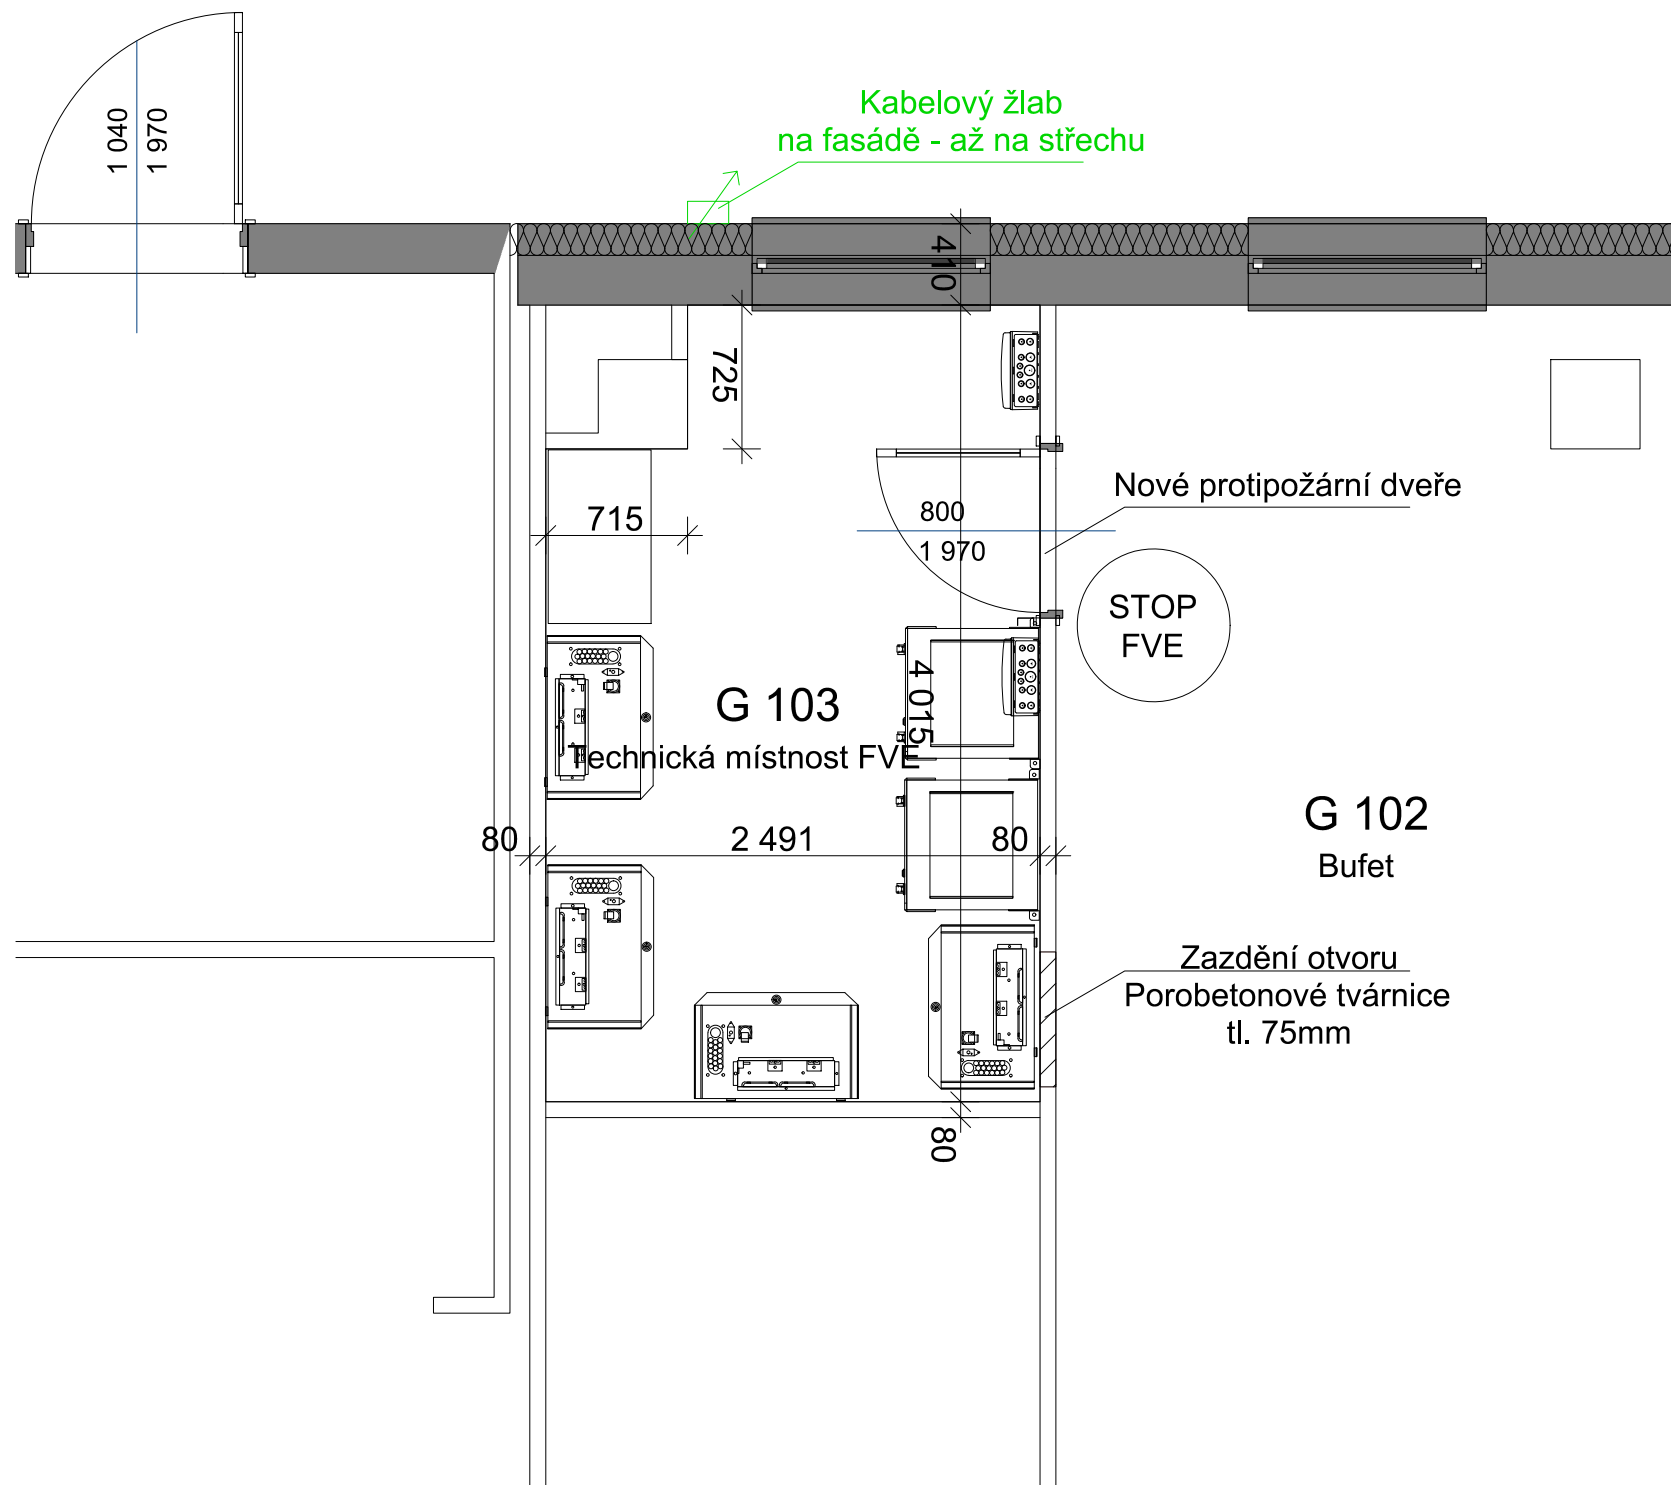 1 040
1 970
Kabelový žlab
na fasádě - až na střechu
410
725
715
800
1 970
Nové protipožární dveře
STOP
FVE
G 103
Technická místnost FVE
4 015
80
2 491
80
G 102
Bufet
Zazdění otvoru
Porobetonové tvárnice
tl. 75mm
80